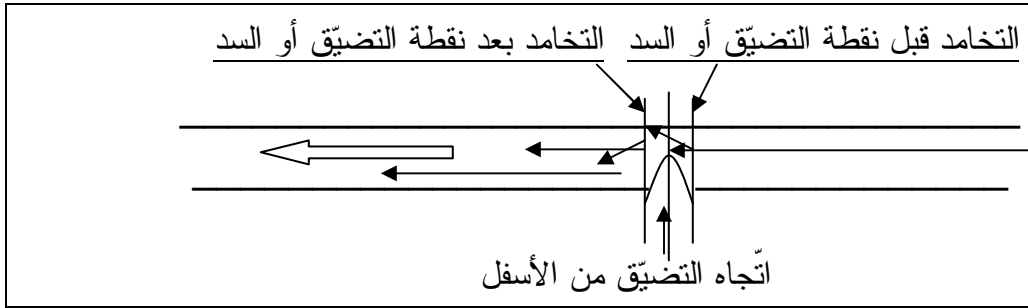 التخامد قبل نقطة التضيّق أو السد
التخامد بعد نقطة التضيّق أو السد
اتّجاه التضيّق من الأسفل